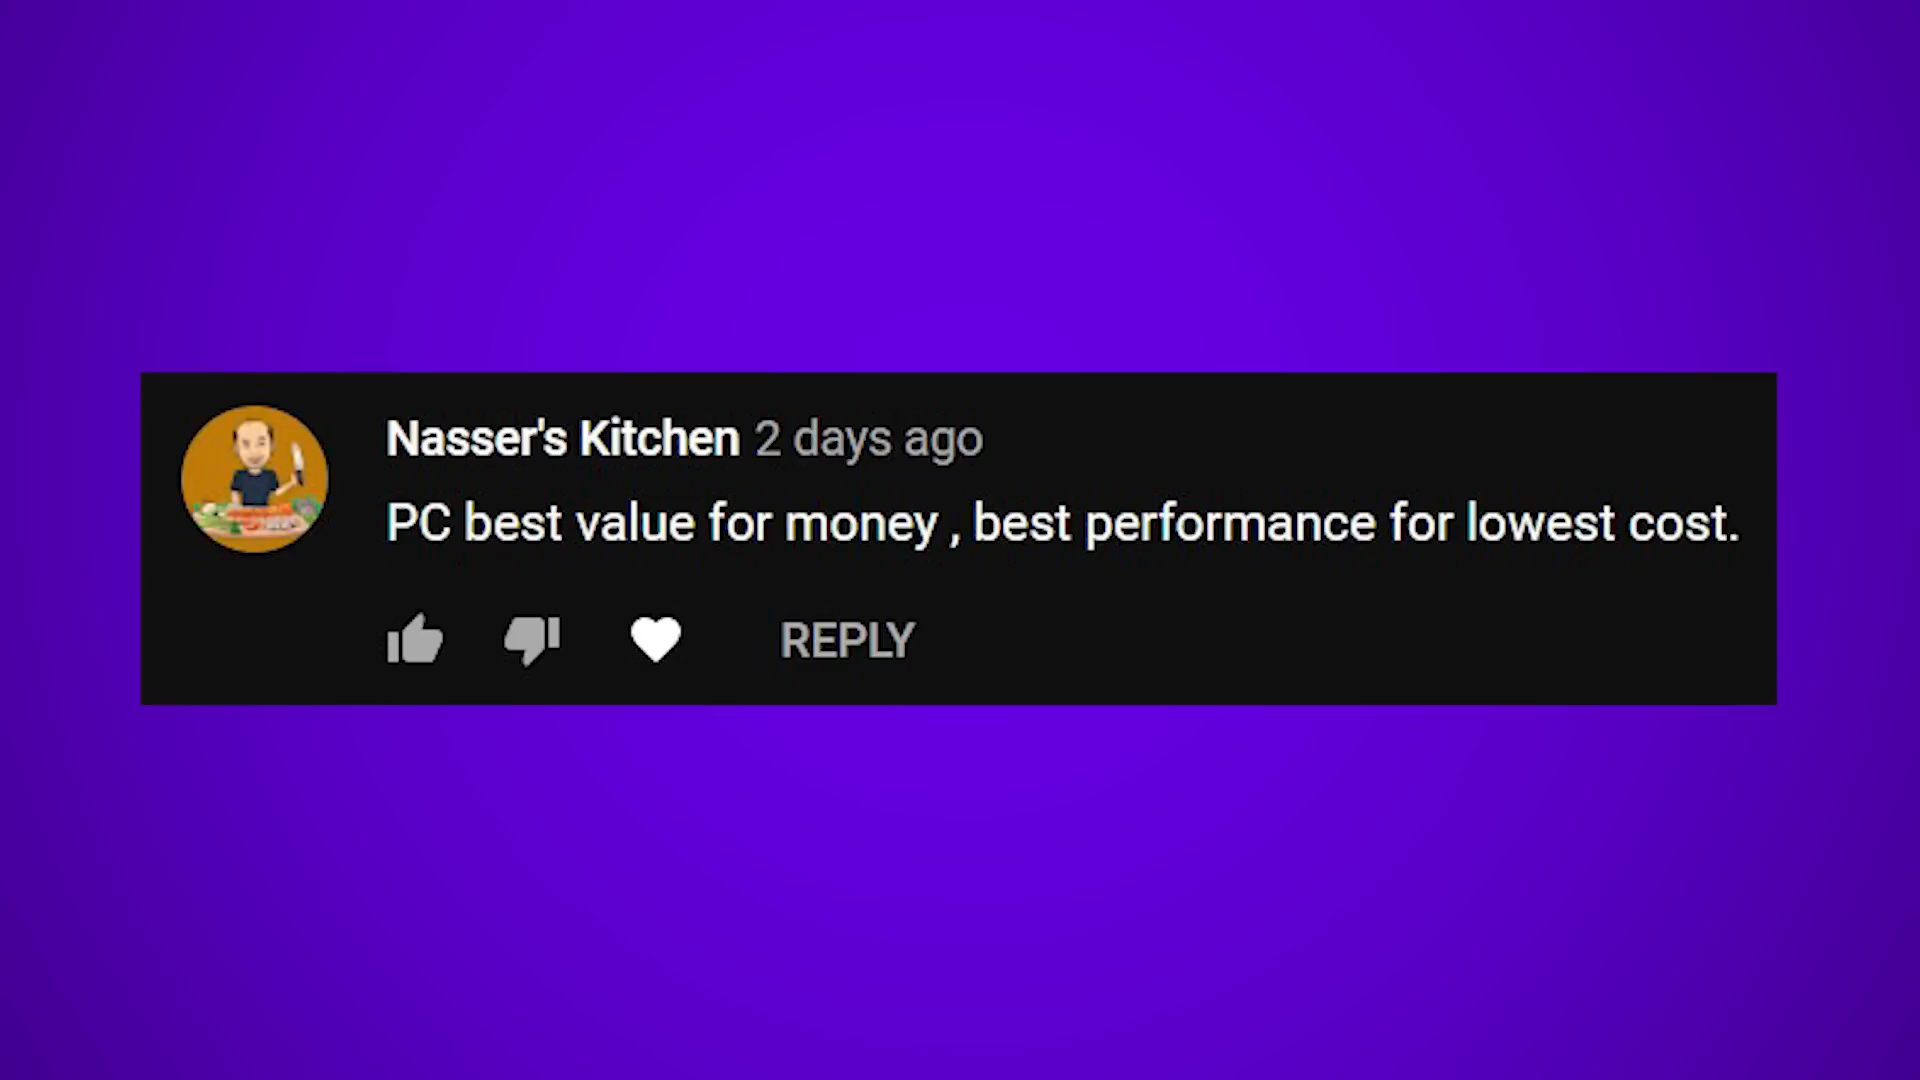 Nasser's Kitchen 2 days ago
PC best value for money , best performance for lowest cost.
REPLY